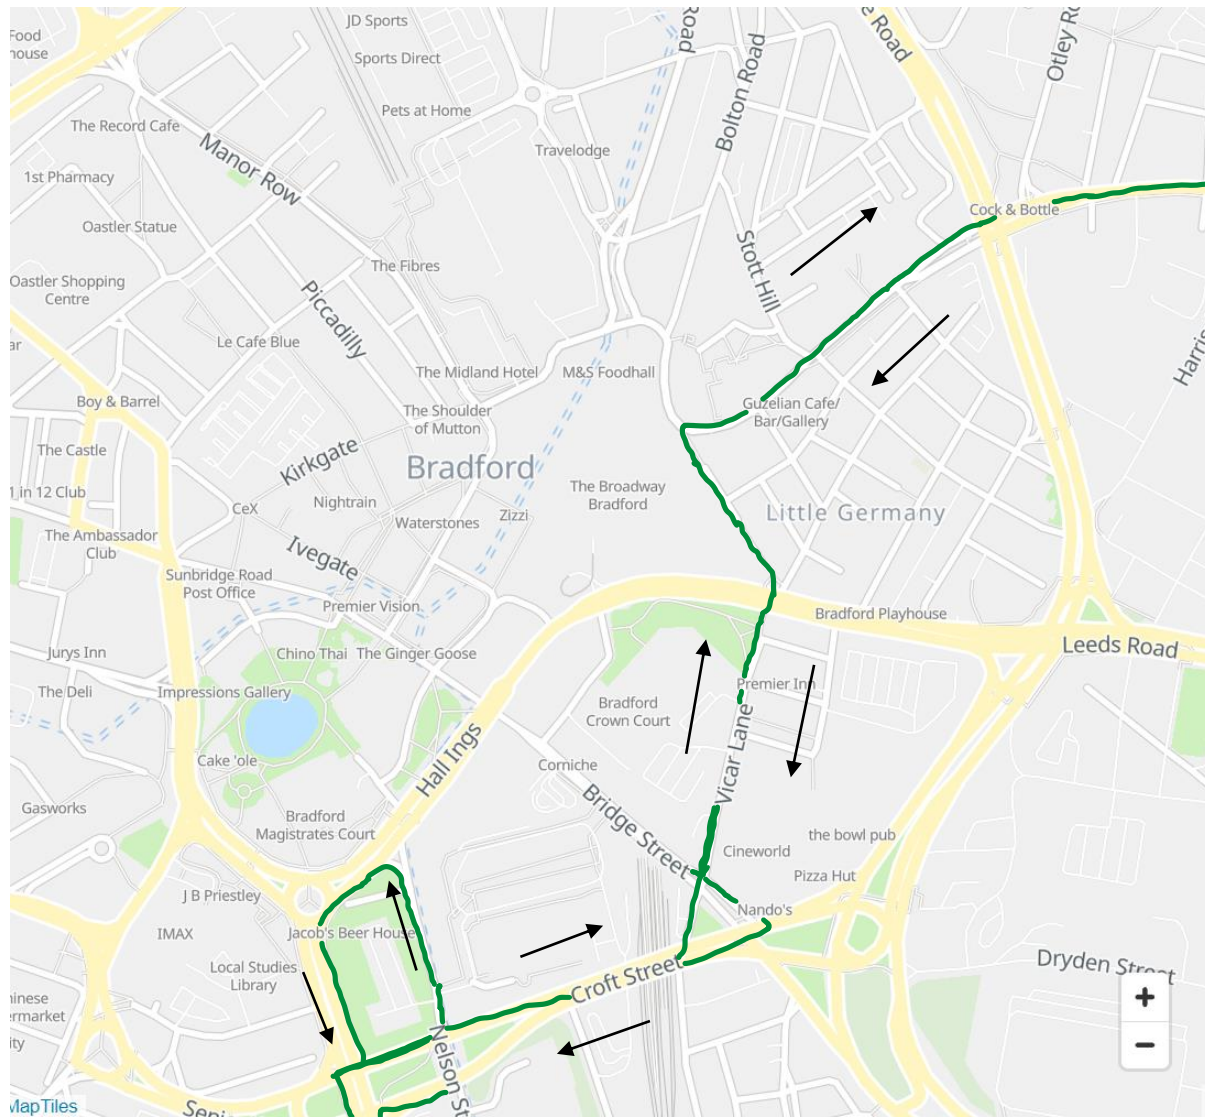 JD Sports
Food
house
Sports Direct
Road
e Road
Otley Ro
Pets at Home
Bolton Road
The Record Cafe
Manor Row
Travelodge
1st Pharmacy
Cock & Bottle
Oastler Statue
Stott Hill
The Fibres
Oastler Shopping
Centre
Piccadilly
Harris
ar
Le Cafe Blue
The Midland Hotel
M&S Foodhall
Boy & Barrel
The Shoulder
of Mutton
Guzelian Cafe/
Bar/Gallery
The Castle
Kirkgate
Bradford
1 in 12 Club
Nightrain
The Broadway
Bradford
CeX
Waterstones
Zizzi
Little Germany
The Ambassador
Club
Ivegate
Sunbridge Road
Post Office
Premier Vision
Bradford Playhouse
Jurys Inn
Chino Thai
The Ginger Goose
Leeds Road
The Deli
Impressions Gallery
Premier Inn
Bradford
Crown Court
Hall Ings
Vicar Lane
Cake 'ole
Corniche
Gasworks
Bradford
Magistrates Court
Bridge Street
the bowl pub
Cineworld
J B Priestley
Pizza Hut
Nando's
IMAX
Jacob's Beer House
Local Studies
Library
Croft Street
Dryden Street
hinese
ermarket
ity
+
Nelson St
−
MapTiles